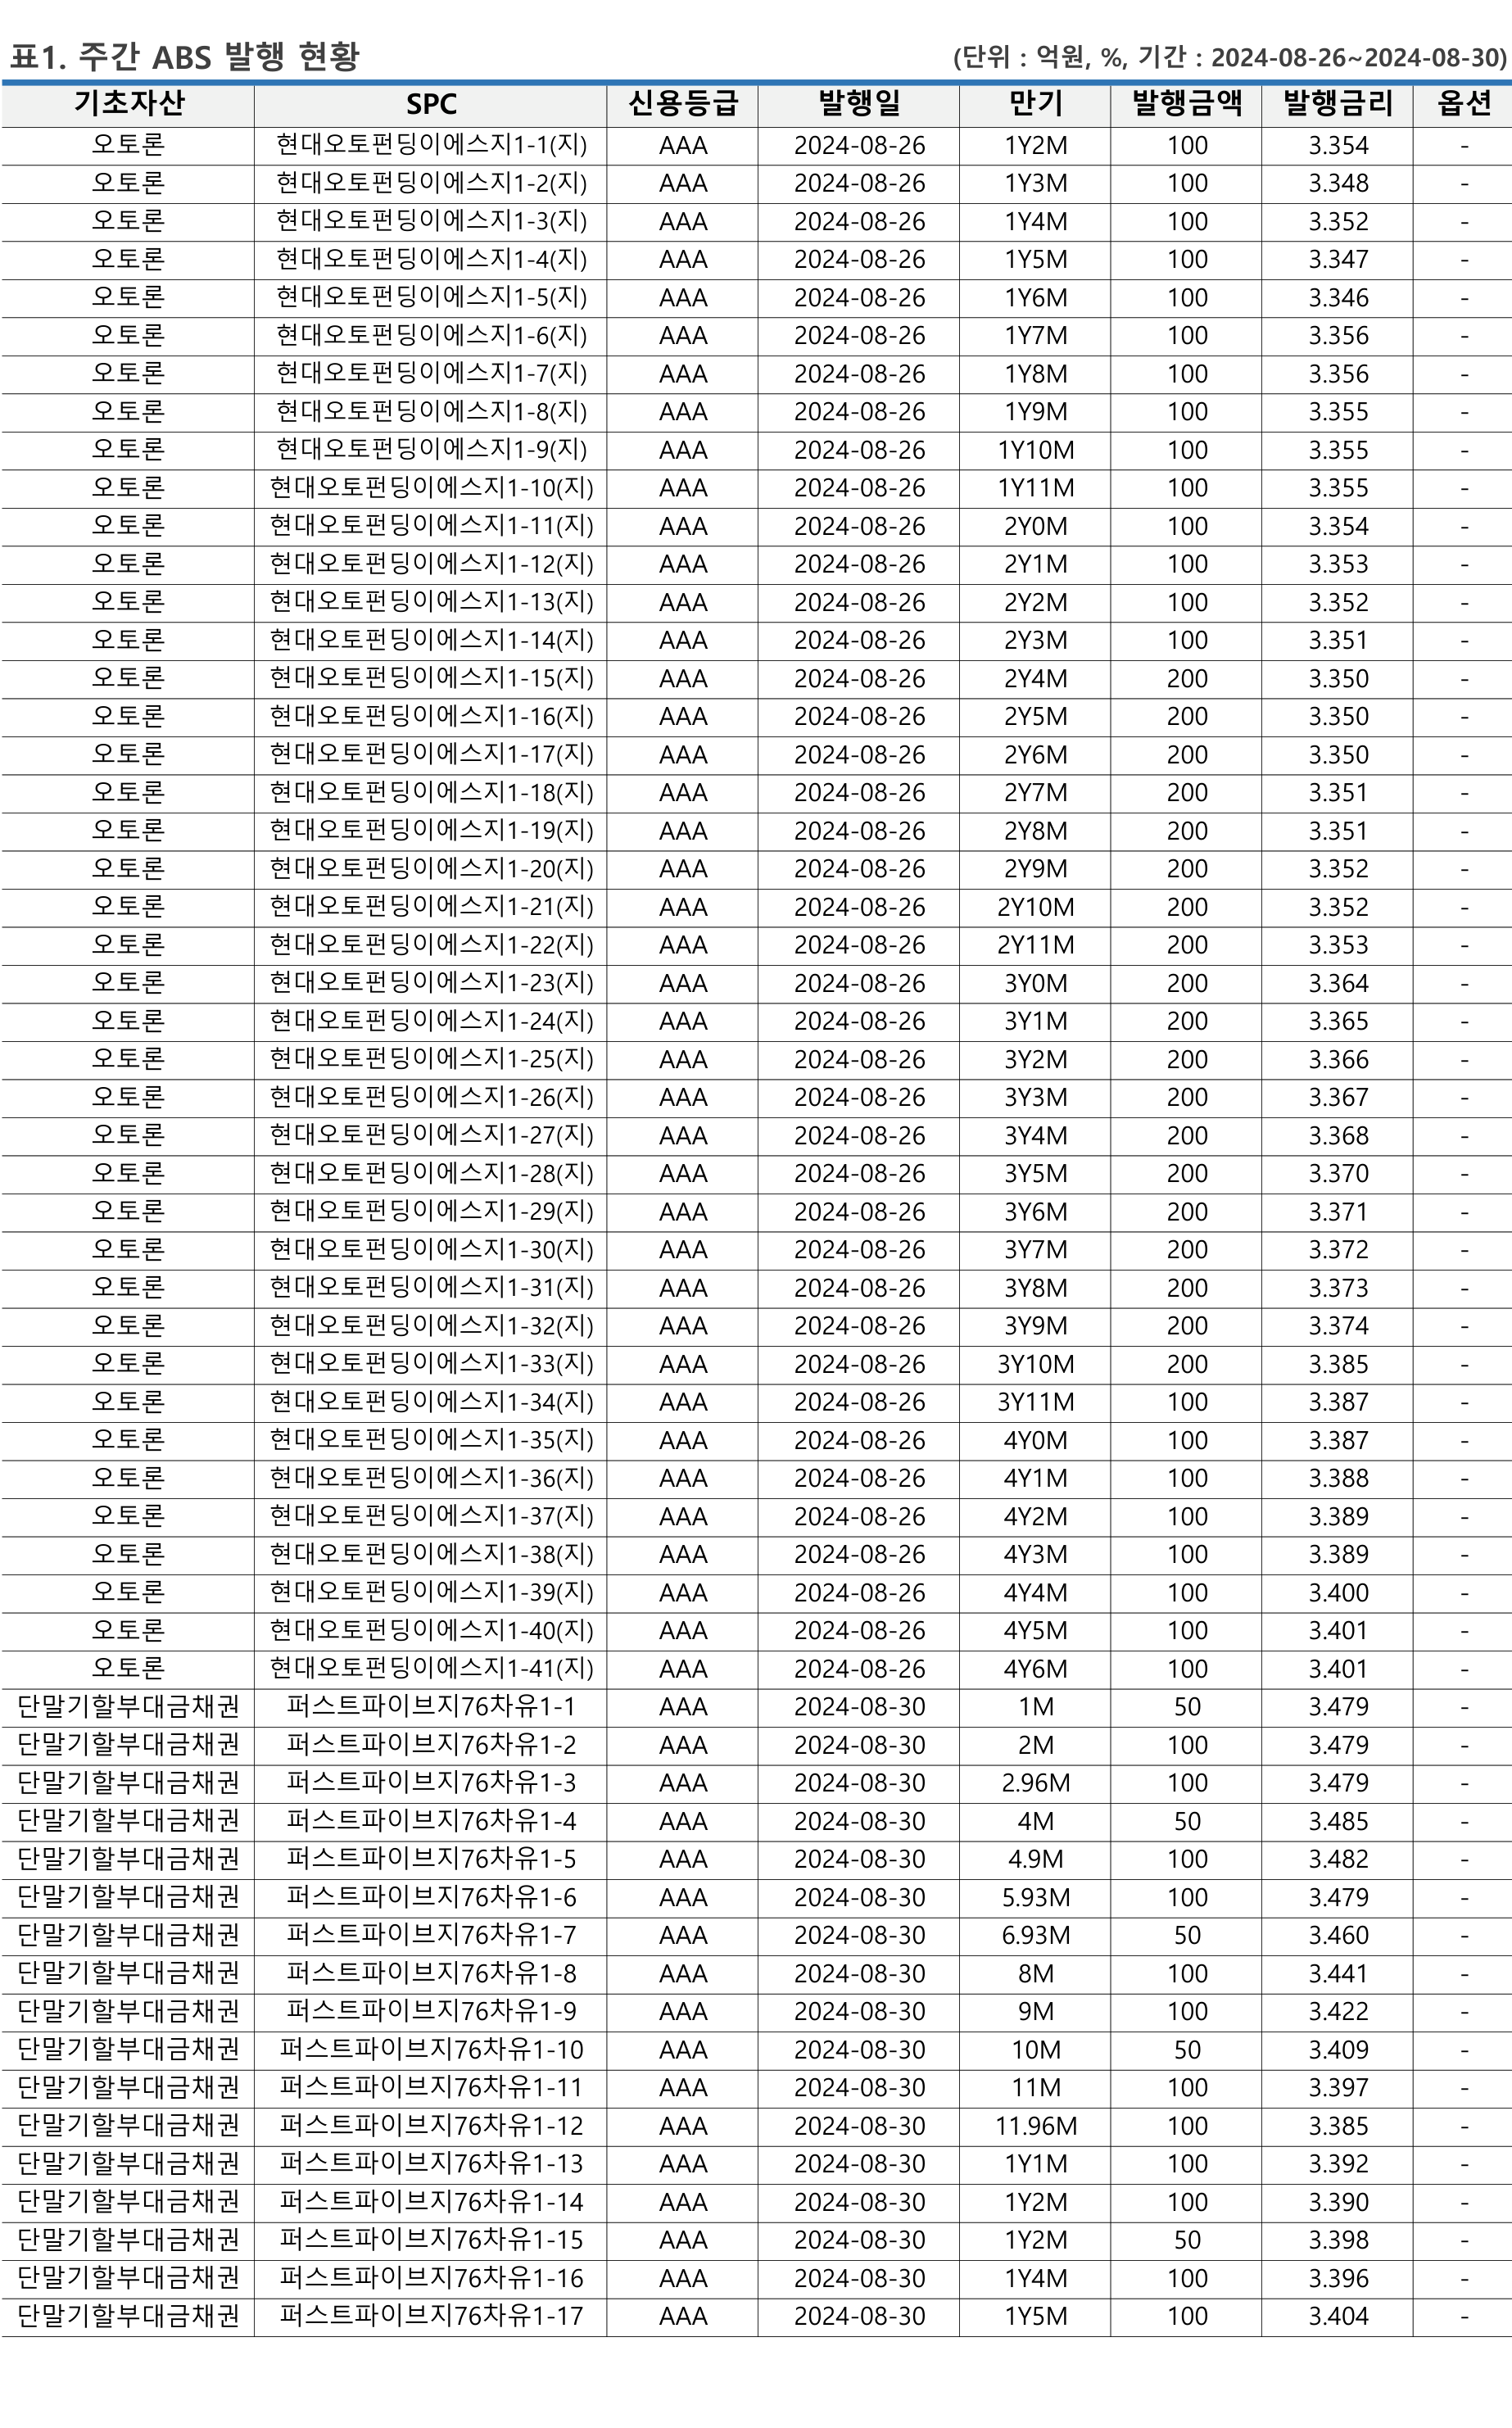 표1. 주간 ABS 발행 현황 (단위 : 억원, %, 기간 : 2024-08-26~2024-08-30)
기초자산 SPC 신용등급 발행일 만기 발행금액 발행금리 옵션
오토론 현대오토펀딩이에스지1-1(지) AAA 2024-08-26 1Y2M 100 3.354 -
오토론 현대오토펀딩이에스지1-2(지) AAA 2024-08-26 1Y3M 100 3.348 -
오토론 현대오토펀딩이에스지1-3(지) AAA 2024-08-26 1Y4M 100 3.352 -
오토론 현대오토펀딩이에스지1-4(지) AAA 2024-08-26 1Y5M 100 3.347 -
오토론 현대오토펀딩이에스지1-5(지) AAA 2024-08-26 1Y6M 100 3.346 -
오토론 현대오토펀딩이에스지1-6(지) AAA 2024-08-26 1Y7M 100 3.356 -
오토론 현대오토펀딩이에스지1-7(지) AAA 2024-08-26 1Y8M 100 3.356 -
오토론 현대오토펀딩이에스지1-8(지) AAA 2024-08-26 1Y9M 100 3.355 -
오토론 현대오토펀딩이에스지1-9(지) AAA 2024-08-26 1Y10M 100 3.355 -
오토론 현대오토펀딩이에스지1-10(지) AAA 2024-08-26 1Y11M 100 3.355 -
오토론 현대오토펀딩이에스지1-11(지) AAA 2024-08-26 2Y0M 100 3.354 -
오토론 현대오토펀딩이에스지1-12(지) AAA 2024-08-26 2Y1M 100 3.353 -
오토론 현대오토펀딩이에스지1-13(지) AAA 2024-08-26 2Y2M 100 3.352 -
오토론 현대오토펀딩이에스지1-14(지) AAA 2024-08-26 2Y3M 100 3.351 -
오토론 현대오토펀딩이에스지1-15(지) AAA 2024-08-26 2Y4M 200 3.350 -
오토론 현대오토펀딩이에스지1-16(지) AAA 2024-08-26 2Y5M 200 3.350 -
오토론 현대오토펀딩이에스지1-17(지) AAA 2024-08-26 2Y6M 200 3.350 -
오토론 현대오토펀딩이에스지1-18(지) AAA 2024-08-26 2Y7M 200 3.351 -
오토론 현대오토펀딩이에스지1-19(지) AAA 2024-08-26 2Y8M 200 3.351 -
오토론 현대오토펀딩이에스지1-20(지) AAA 2024-08-26 2Y9M 200 3.352 -
오토론 현대오토펀딩이에스지1-21(지) AAA 2024-08-26 2Y10M 200 3.352 -
오토론 현대오토펀딩이에스지1-22(지) AAA 2024-08-26 2Y11M 200 3.353 -
오토론 현대오토펀딩이에스지1-23(지) AAA 2024-08-26 3Y0M 200 3.364 -
오토론 현대오토펀딩이에스지1-24(지) AAA 2024-08-26 3Y1M 200 3.365 -
오토론 현대오토펀딩이에스지1-25(지) AAA 2024-08-26 3Y2M 200 3.366 -
오토론 현대오토펀딩이에스지1-26(지) AAA 2024-08-26 3Y3M 200 3.367 -
오토론 현대오토펀딩이에스지1-27(지) AAA 2024-08-26 3Y4M 200 3.368 -
오토론 현대오토펀딩이에스지1-28(지) AAA 2024-08-26 3Y5M 200 3.370 -
오토론 현대오토펀딩이에스지1-29(지) AAA 2024-08-26 3Y6M 200 3.371 -
오토론 현대오토펀딩이에스지1-30(지) AAA 2024-08-26 3Y7M 200 3.372 -
오토론 현대오토펀딩이에스지1-31(지) AAA 2024-08-26 3Y8M 200 3.373 -
오토론 현대오토펀딩이에스지1-32(지) AAA 2024-08-26 3Y9M 200 3.374 -
오토론 현대오토펀딩이에스지1-33(지) AAA 2024-08-26 3Y10M 200 3.385 -
오토론 현대오토펀딩이에스지1-34(지) AAA 2024-08-26 3Y11M 100 3.387 -
오토론 현대오토펀딩이에스지1-35(지) AAA 2024-08-26 4Y0M 100 3.387 -
오토론 현대오토펀딩이에스지1-36(지) AAA 2024-08-26 4Y1M 100 3.388 -
오토론 현대오토펀딩이에스지1-37(지) AAA 2024-08-26 4Y2M 100 3.389 -
오토론 현대오토펀딩이에스지1-38(지) AAA 2024-08-26 4Y3M 100 3.389 -
오토론 현대오토펀딩이에스지1-39(지) AAA 2024-08-26 4Y4M 100 3.400 -
오토론 현대오토펀딩이에스지1-40(지) AAA 2024-08-26 4Y5M 100 3.401 -
오토론 현대오토펀딩이에스지1-41(지) AAA 2024-08-26 4Y6M 100 3.401 -
단말기할부대금채권 퍼스트파이브지76차유1-1 AAA 2024-08-30 1M 50 3.479 -
단말기할부대금채권 퍼스트파이브지76차유1-2 AAA 2024-08-30 2M 100 3.479 -
단말기할부대금채권 퍼스트파이브지76차유1-3 AAA 2024-08-30 2.96M 100 3.479 -
단말기할부대금채권 퍼스트파이브지76차유1-4 AAA 2024-08-30 4M 50 3.485 -
단말기할부대금채권 퍼스트파이브지76차유1-5 AAA 2024-08-30 4.9M 100 3.482 -
단말기할부대금채권 퍼스트파이브지76차유1-6 AAA 2024-08-30 5.93M 100 3.479 -
단말기할부대금채권 퍼스트파이브지76차유1-7 AAA 2024-08-30 6.93M 50 3.460 -
단말기할부대금채권 퍼스트파이브지76차유1-8 AAA 2024-08-30 8M 100 3.441 -
단말기할부대금채권 퍼스트파이브지76차유1-9 AAA 2024-08-30 9M 100 3.422 -
단말기할부대금채권 퍼스트파이브지76차유1-10 AAA 2024-08-30 10M 50 3.409 -
단말기할부대금채권 퍼스트파이브지76차유1-11 AAA 2024-08-30 11M 100 3.397 -
단말기할부대금채권 퍼스트파이브지76차유1-12 AAA 2024-08-30 11.96M 100 3.385 -
단말기할부대금채권 퍼스트파이브지76차유1-13 AAA 2024-08-30 1Y1M 100 3.392 -
단말기할부대금채권 퍼스트파이브지76차유1-14 AAA 2024-08-30 1Y2M 100 3.390 -
단말기할부대금채권 퍼스트파이브지76차유1-15 AAA 2024-08-30 1Y2M 50 3.398 -
단말기할부대금채권 퍼스트파이브지76차유1-16 AAA 2024-08-30 1Y4M 100 3.396 -
단말기할부대금채권 퍼스트파이브지76차유1-17 AAA 2024-08-30 1Y5M 100 3.404 -